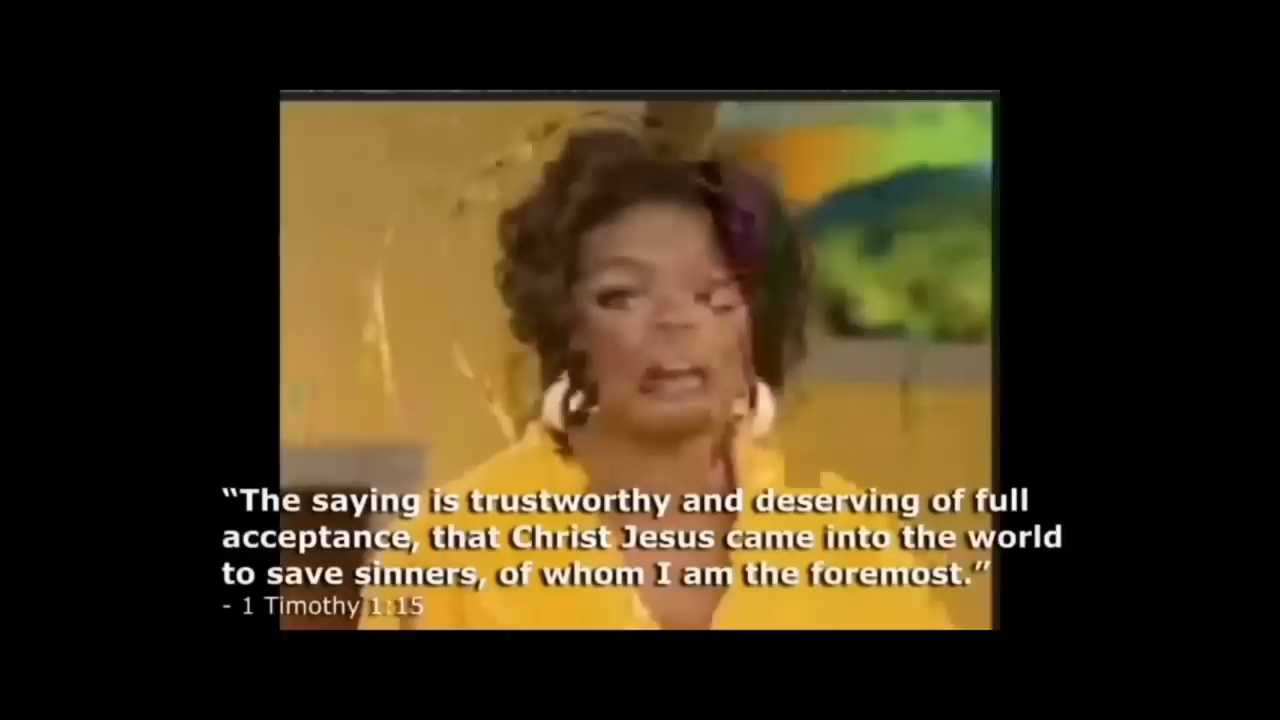 “The saying is trustworthy and deserving of full
acceptance, that Christ Jesus came into the world
to save sinners, of whom I am the foremost.”
- 1 Timothy 1:15